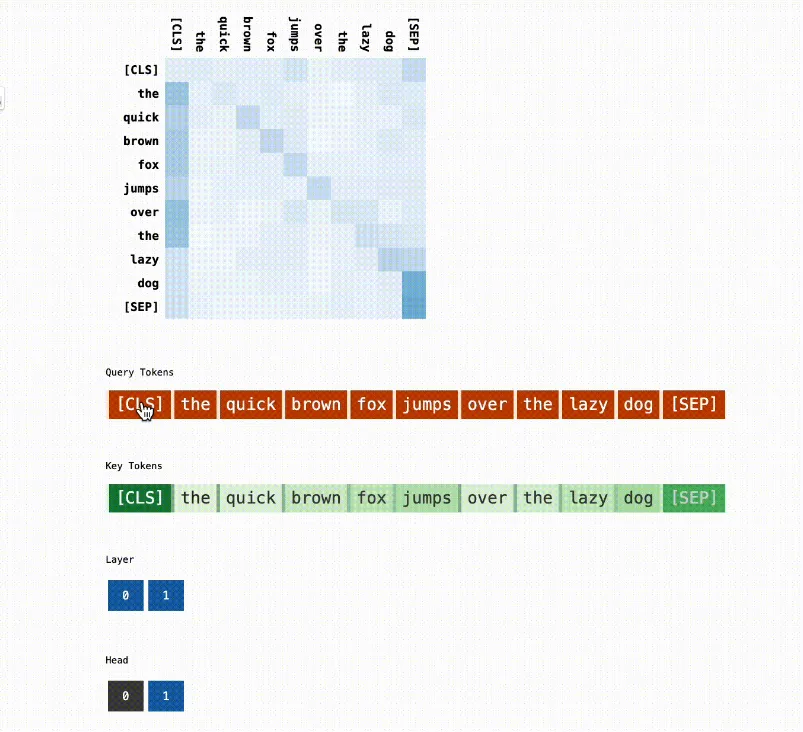 [CLS] the quick brown fox jumps over the lazy dog [SEP]
[CLS]
the
quick
brown
fox
jumps
over
the
lazy
dog
[SEP]
Query Tokens
[CLS] the quick brown fox jumps over the lazy dog [SEP]
Key Tokens
[CLS] the quick brown fox jumps over the lazy dog [SEP]
Layer
0 1
Head
0 1